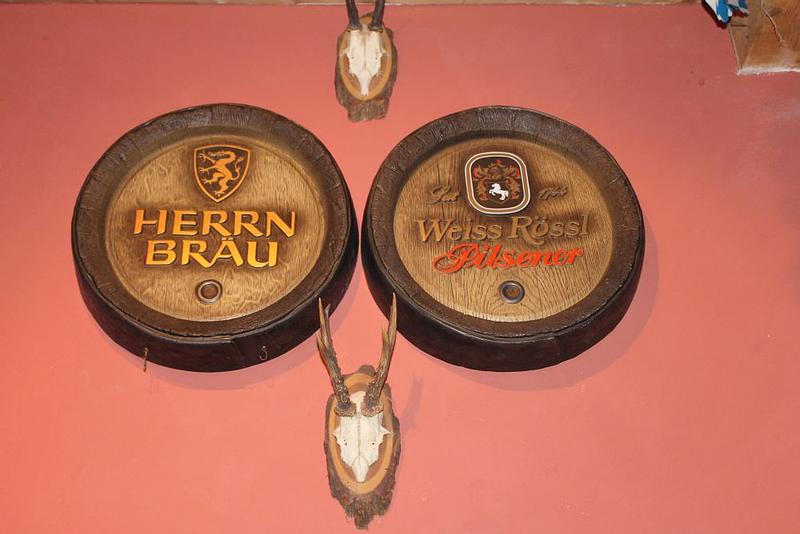 HERRN
BRÄU
Weiss Rössl
Pilsener